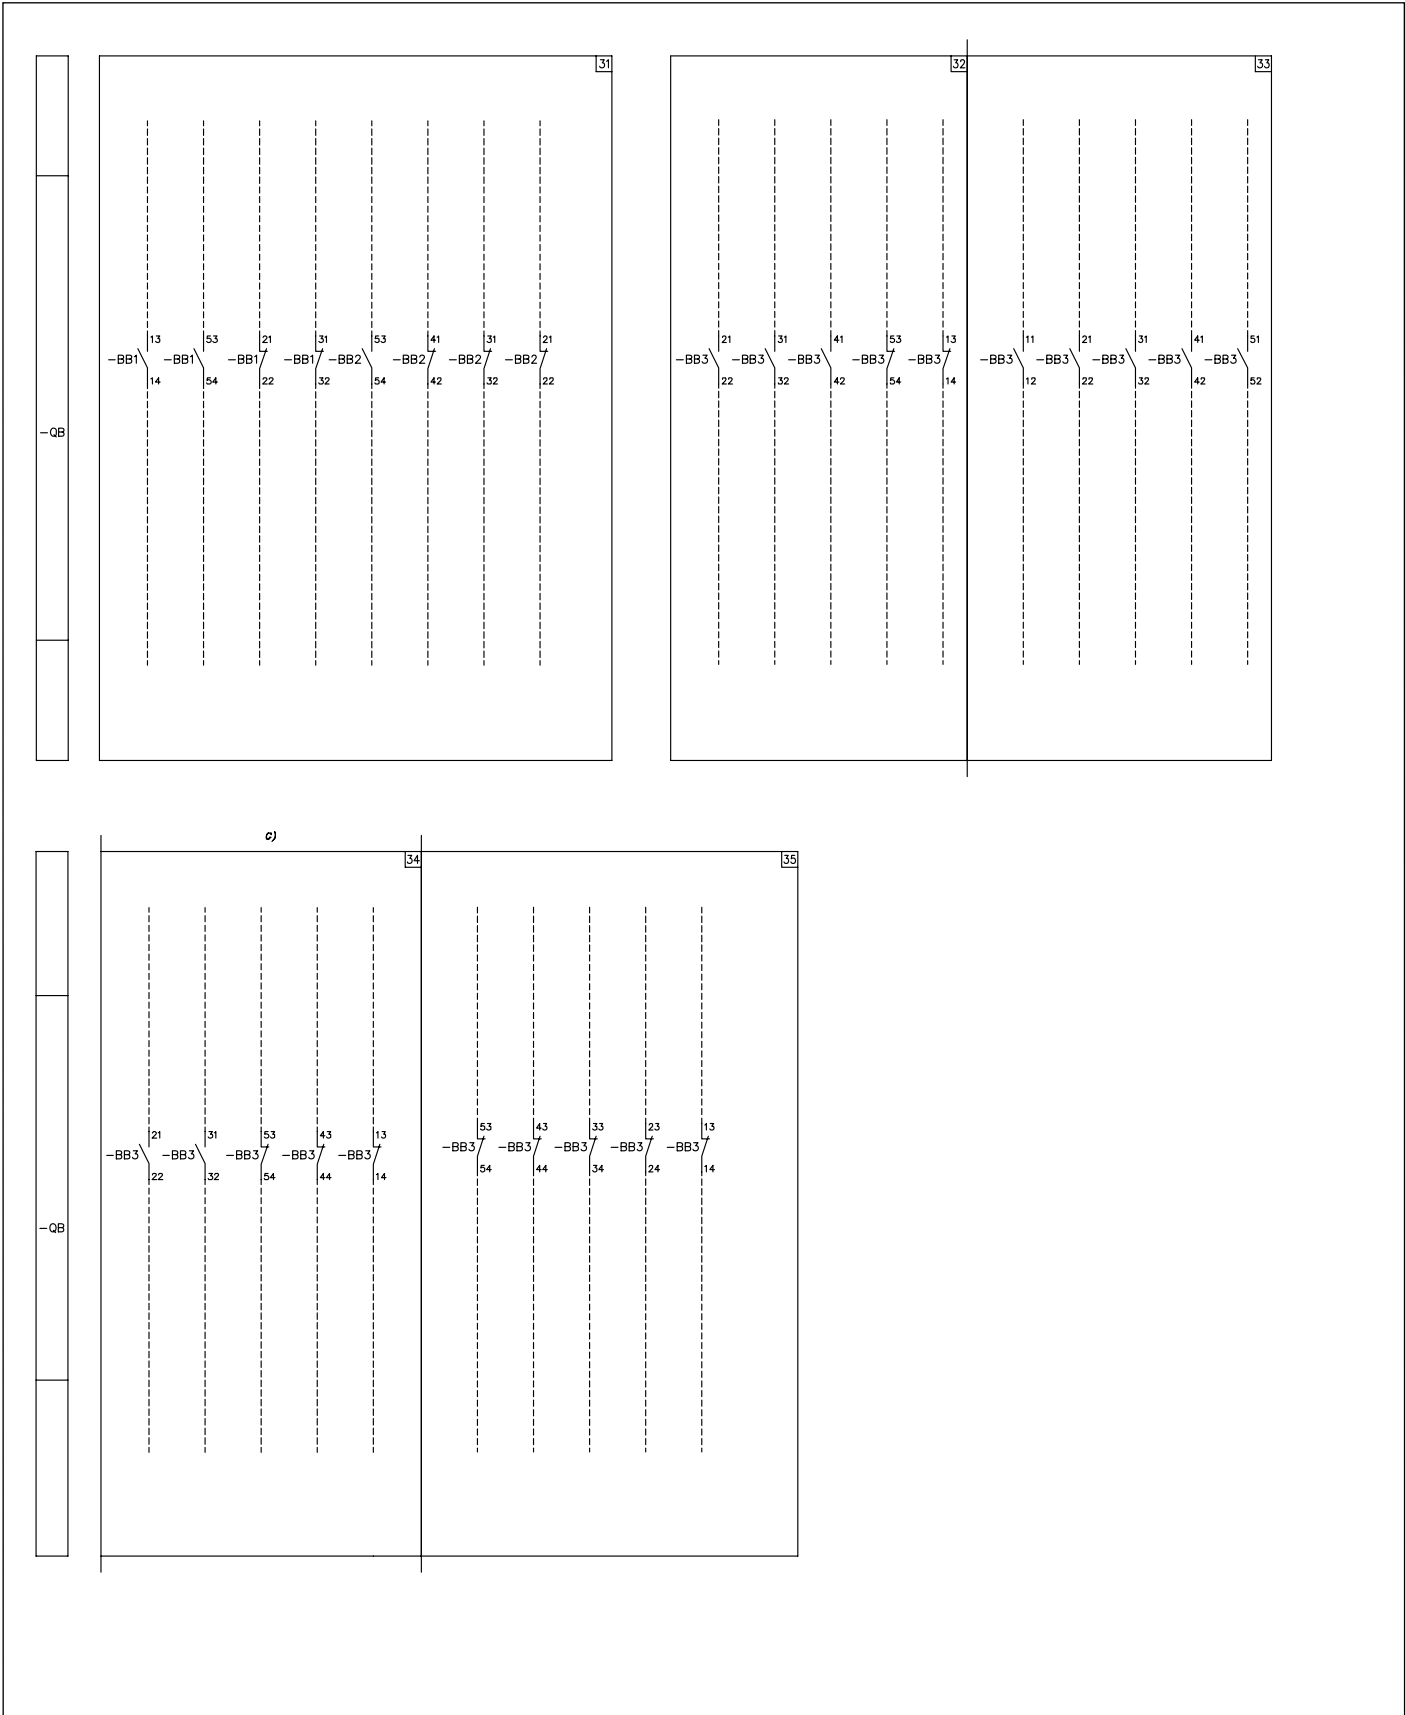 31
32
33
13 53 21 31 53 41 31 21
-BB1 -BB1 -BB1 -BB1 -BB2 -BB2 -BB2 -BB2
14 54 22 32 54 42 32 22
21 31 41 53 13
-BB3 -BB3 -BB3 -BB3 -BB3
22 32 42 54 14
11 21 31 41 51
-BB3 -BB3 -BB3 -BB3 -BB3
12 22 32 42 52
-QB
c)
34
35
21 31 53 43 13
-BB3 -BB3 -BB3 -BB3 -BB3
22 32 54 44 14
53 43 33 23 13
-BB3 -BB3 -BB3 -BB3 -BB3
54 44 34 24 14
-QB